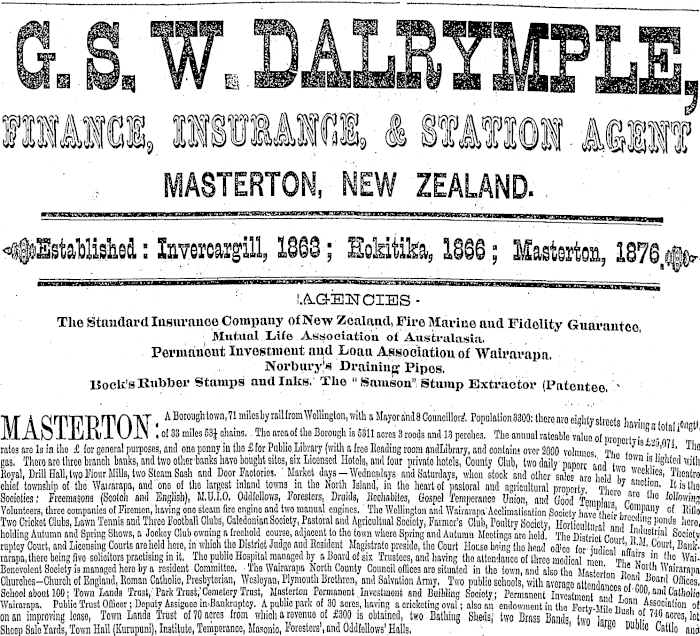 G. S. W. DALRYMPLE,
FINANCE, INSURANCE, & STATION AGENT
MASTERTON, NEW ZEALAND.
Established: Invercargill, 1863; Hokitika, 1866; Masterton, 1876.
AGENCIES -
The Standard Insurance Company of New Zealand, Fire Marine and Fidelity Guarantee.
Mutual Life Association of Australasia.
Permanent Investment and Loan Association of Wairarapa.
Norbury's Draining Pipes.
Bock's Rubber Stamps and Inks. The "Samson" Stump Extractor (Patentee.
MASTERTON: A Borough town, 71 miles by rail from Wellington, with a Mayor and 8 Councillors. Population 3300; there are eighty streets having a total length
of 33 miles 53½ chains. The area of the Borough is 5311 acres 3 roods and 13 perches. The annual rateable value of property is £25,074. The
rates are 1s in the £ for general purposes, and one penny in the £ for Public Library (with a free Reading room and Library, and contains over 2000 volumes. The town is lighted with
gas. There are three branch banks, and two other banks have bought sites, six Licensed Hotels, and four private hotels, County Club, two daily papers and two weeklies, Theatre
Royal, Drill Hall, two Flour Mills, two Steam Sash and Door Factories. Market days — Wednesdays and Saturdays, when stock and other sales are held by auction. It is the
chief township of the Wairarapa, and one of the largest inland towns in the North Island, in the heart of pastoral and agricultural property. There are the following
Societies: Freemasons (Scotch and English), M.U.I.O. Oddfellows, Foresters, Druids, Rechabites, Gospel Temperance Union, and Good Templars, Company of Rifle
Volunteers, three companies of Firemen, having one steam fire engine and two manual engines. The Wellington and Wairarapa Acclimatisation Society have their breeding ponds here,
Two Cricket Clubs, Lawn Tennis and Three Football Clubs, Caledonian Society, Pastoral and Agricultural Society, Farmer's Club, Poultry Society, Horticultural and Industrial Society
holding Autumn and Spring Shows, a Jockey Club owning a freehold course, adjacent to the town where Spring and Autumn Meetings are held. The District Court, R.M. Court, Bank-
ruptcy Court, and Licensing Courts are held here, in which the District Judge and Resident Magistrate preside, the Court House being the head office for judicial affairs in the Wai-
rarapa, there being five solicitors practising in it. The public Hospital managed by a Board of six Trustees, and having the attendance of three medical men. The North Wairarapa
Benevolent Society is managed here by a resident Committee. The Wairarapa North County Council offices are situated in the town, and also the Masterton Road Board Offices,
Churches—Church of England, Roman Catholic, Presbyterian, Wesleyan, Plymouth Brethren, and Salvation Army. Two public schools, with average attendances of 600, and Catholic
School about 100; Town Lands Trust, Park Trust, Cemetery Trust, Masterton Permanent Investment and Building Society; Permanent Investment and Loan Association of
Wairarapa. Public Trust Officer; Deputy Assignee in Bankruptcy. A public park of 30 acres, having a cricketing oval; also an endowment in the Forty-Mile Bush of 746 acres, let
on an improving lease, Town Lands Trust of 70 acres from which a revenue of £300 is obtained, two Bathing Sheds; two Brass Bands, two large public Cattle and
Sheep Sale Yards, Town Hall (Kurupuni), Institute, Temperance, Masonic, Foresters', and Oddfellows' Halls.